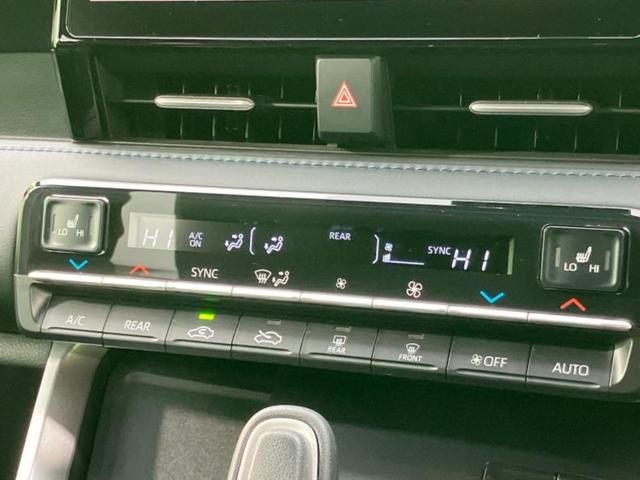 LO HI
HI A/C ON REAR SYNC HI
LO HI
SYNC
A/C REAR REAR FRONT OFF AUTO